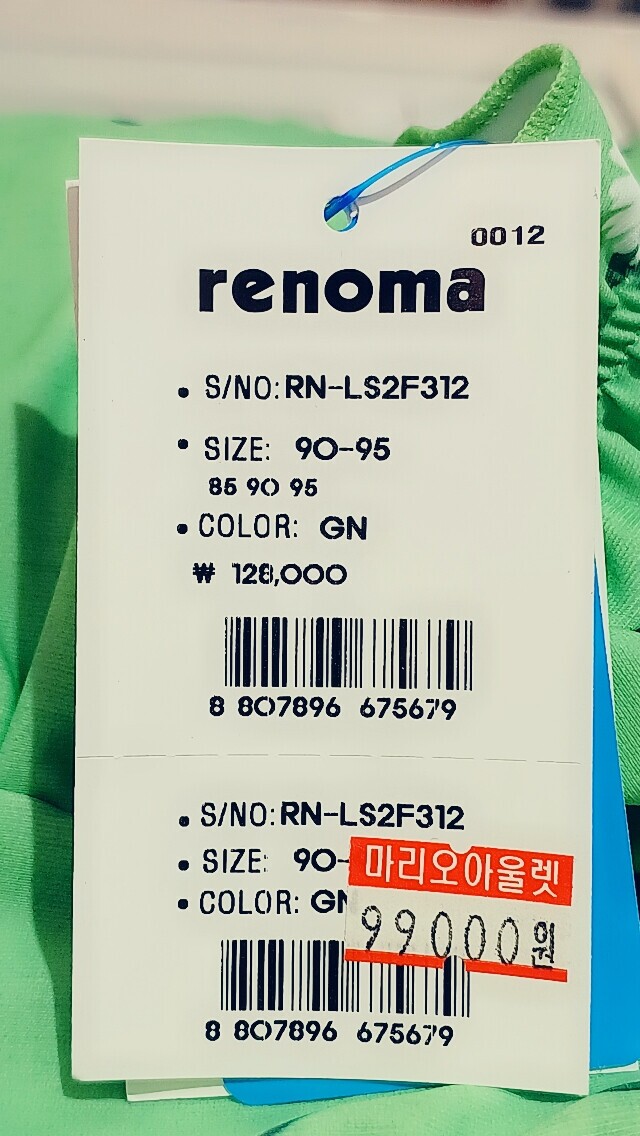 0012
renoma
• S/NO: RN-LS2F312
• SIZE: 90-95
85 90 95
• COLOR: GN
₩ 128,000
8 807896 675679
• S/NO: RN-LS2F312
• SIZE: 90-
마리오아울렛
• COLOR: GN
99000원
8 807896 675679